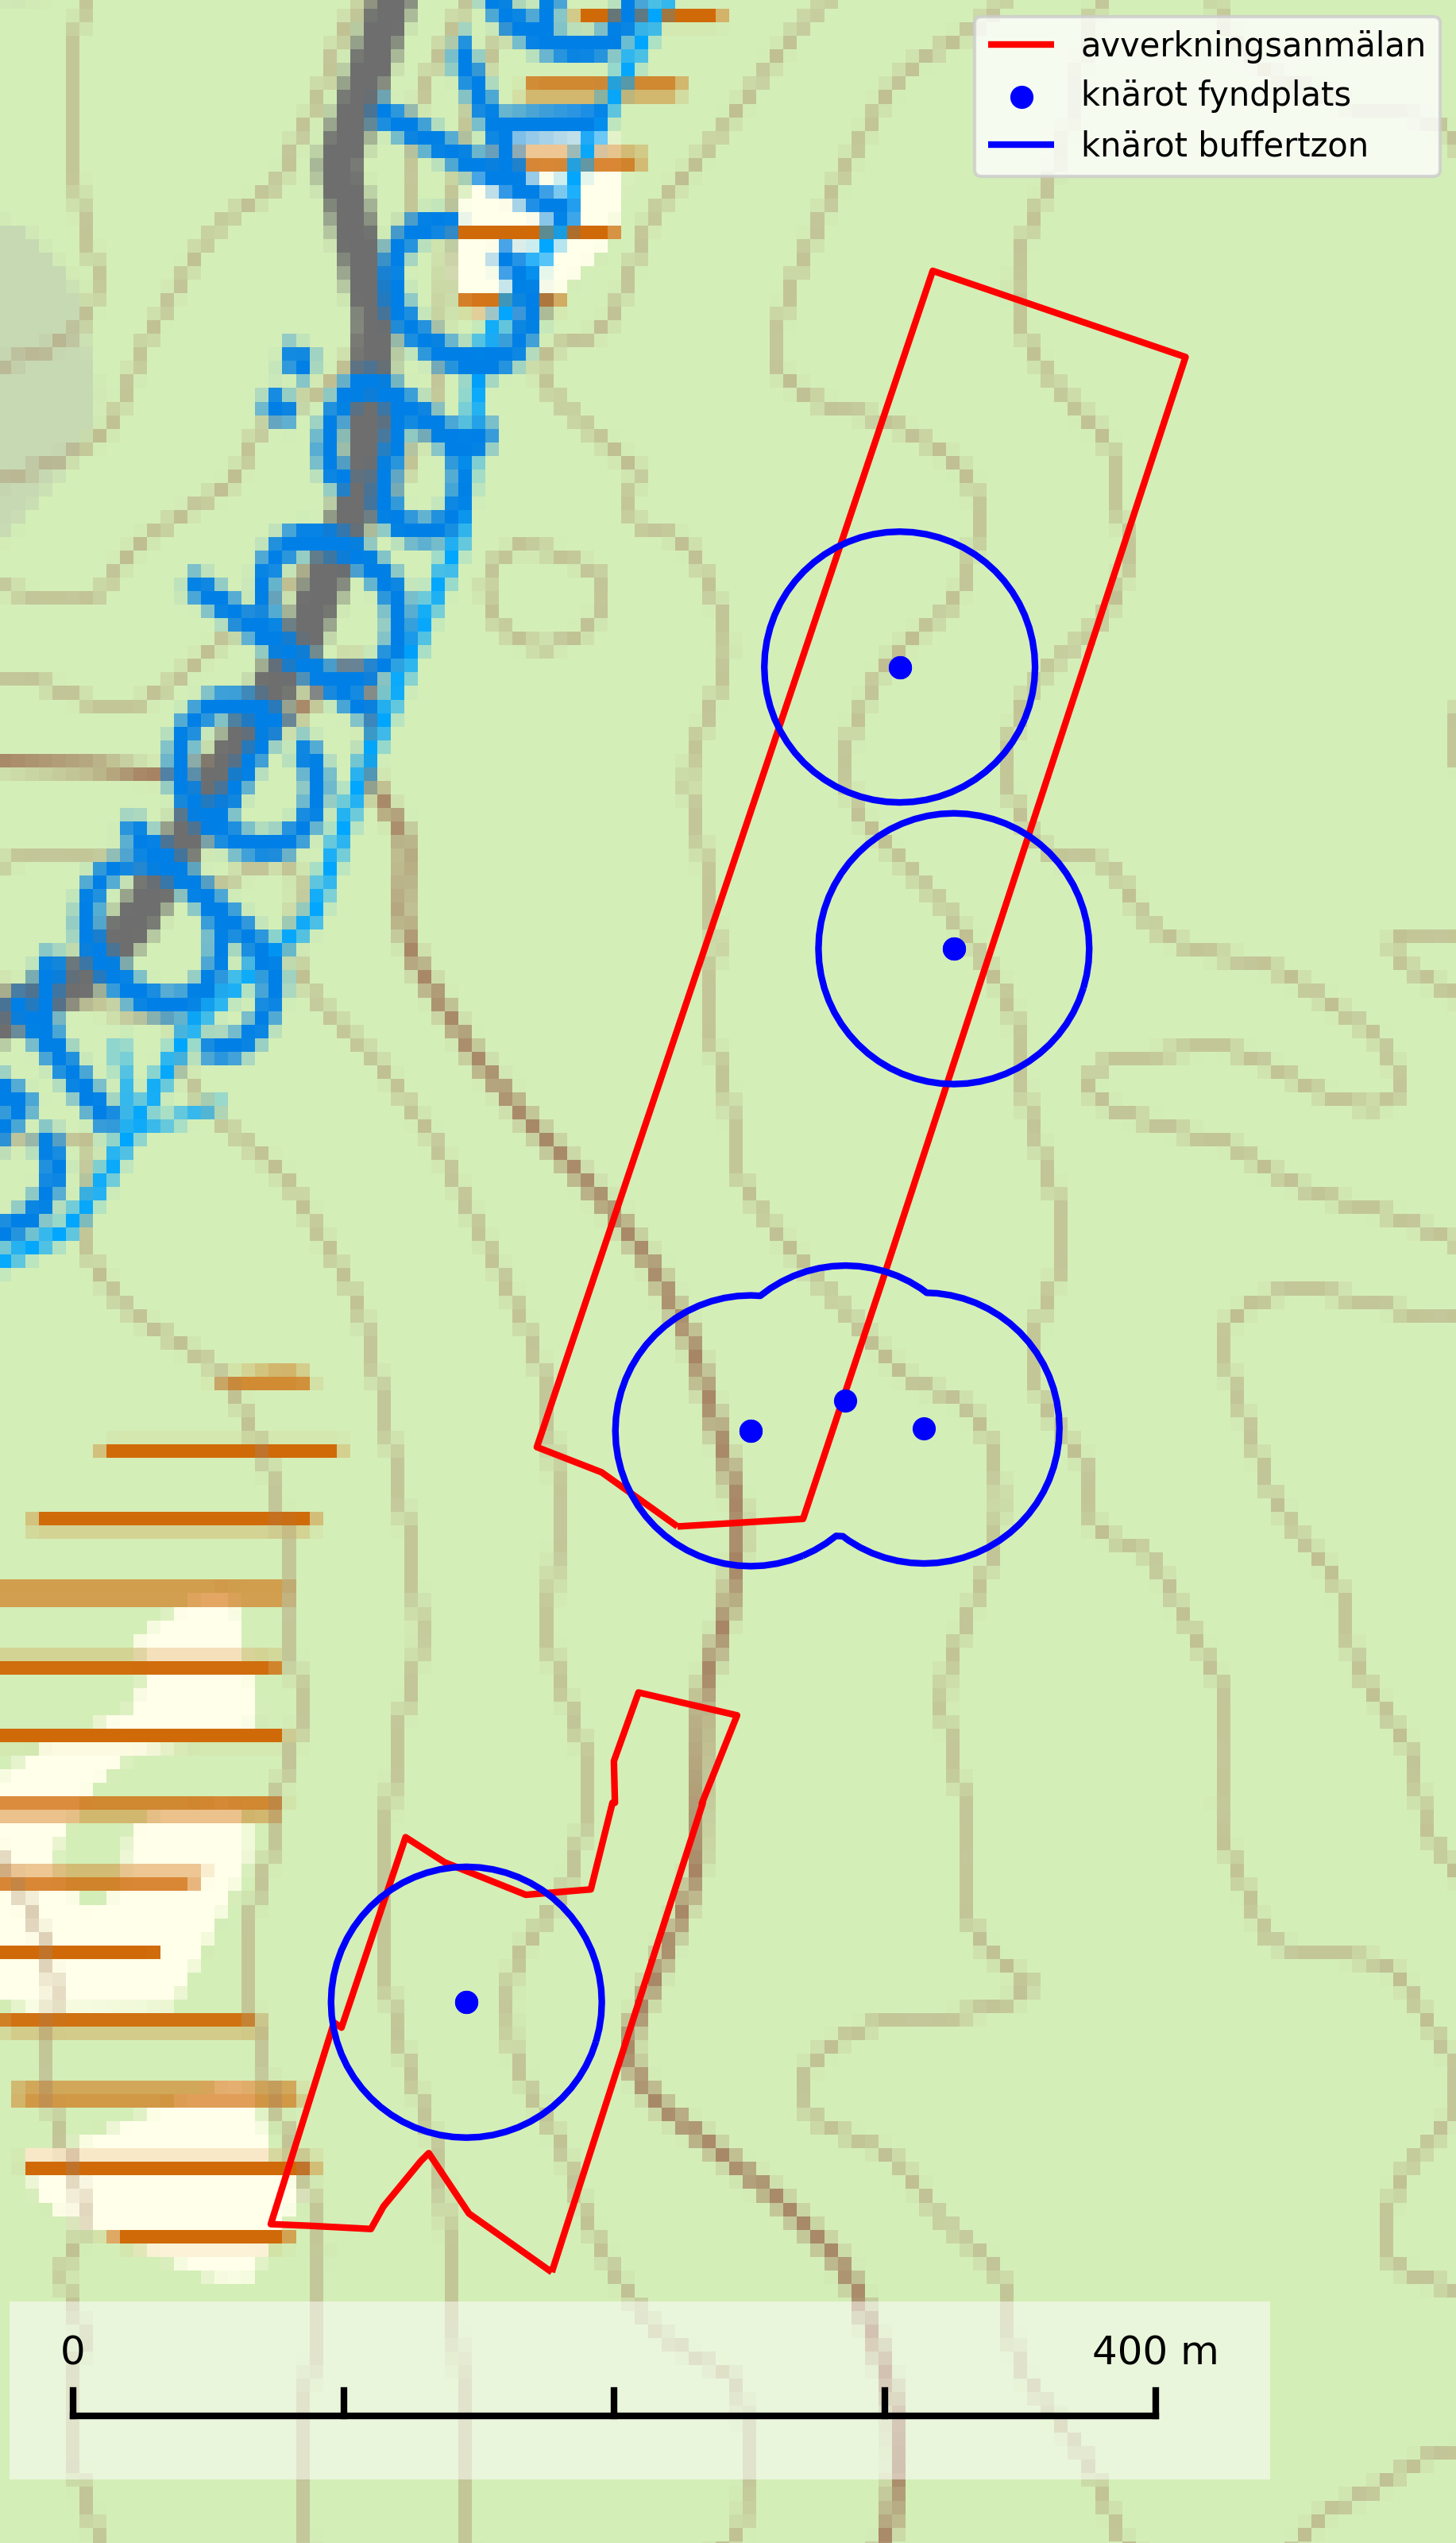 avverkningsanmälan
knärot fyndplats
knärot buffertzon
0
400 m